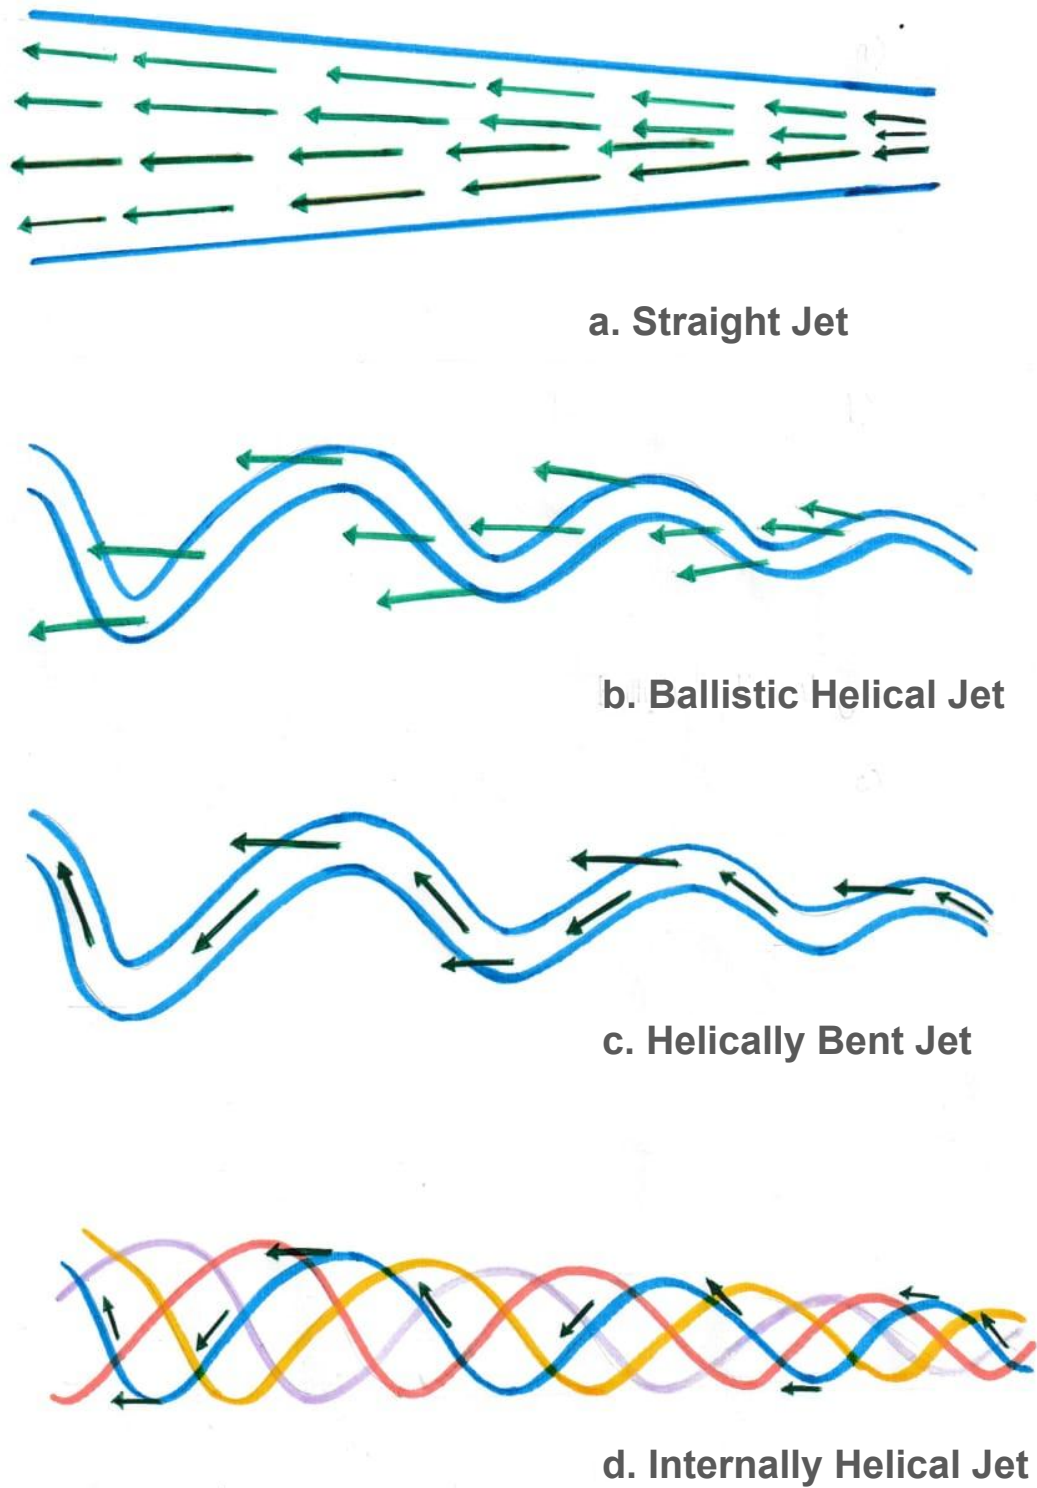 a. Straight Jet
b. Ballistic Helical Jet
c. Helically Bent Jet
d. Internally Helical Jet